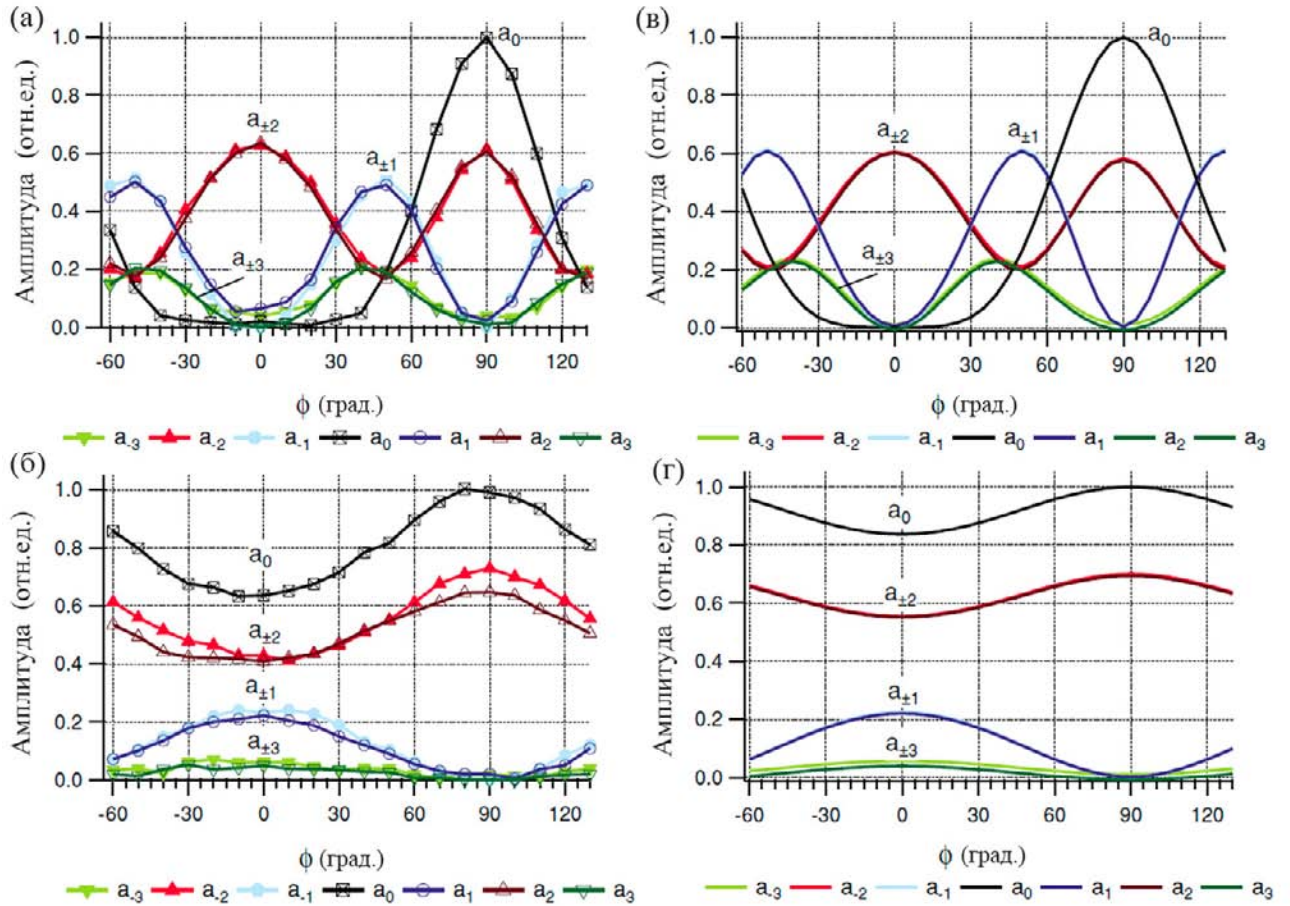 (а)
Амплитуда (отн.ед.)
1.0
0.8
0.6
0.4
0.2
0.0
a0
a±2
a±1
a±3
-60 -30 0 30 60 90 120
ϕ (град.)
a-3 a-2 a-1 a0 a1 a2 a3
(в)
Амплитуда (отн.ед.)
1.0
0.8
0.6
0.4
0.2
0.0
a0
a±2
a±1
a±3
-60 -30 0 30 60 90 120
ϕ (град.)
a-3 a-2 a-1 a0 a1 a2 a3
(б)
Амплитуда (отн.ед.)
1.0
0.8
0.6
0.4
0.2
0.0
a0
a±2
a±1
a±3
-60 -30 0 30 60 90 120
ϕ (град.)
a-3 a-2 a-1 a0 a1 a2 a3
(г)
Амплитуда (отн.ед.)
1.0
0.8
0.6
0.4
0.2
0.0
a0
a±2
a±1
a±3
-60 -30 0 30 60 90 120
ϕ (град.)
a-3 a-2 a-1 a0 a1 a2 a3